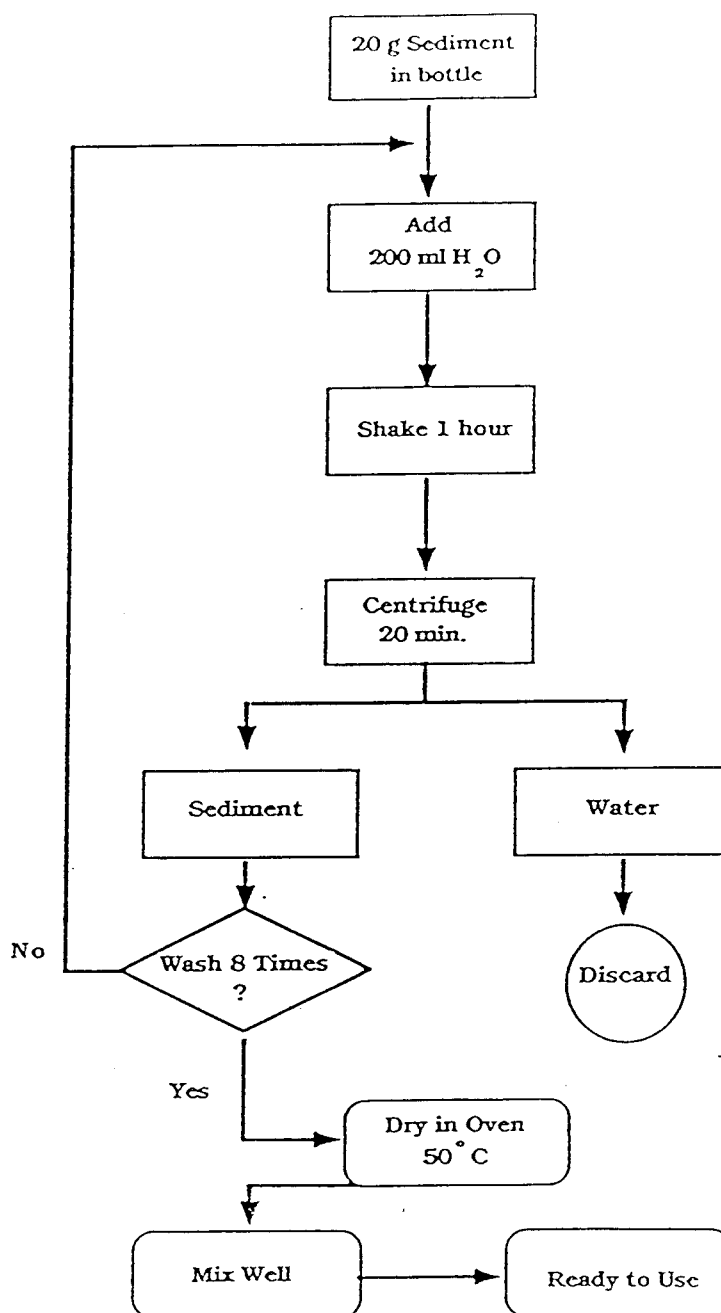 20 g Sediment
in bottle
Add
200 ml H₂O
Shake 1 hour
Centrifuge
20 min.
Sediment
Water
No
Wash 8 Times
?
Discard
Yes
Dry in Oven
50° C
Mix Well
Ready to Use